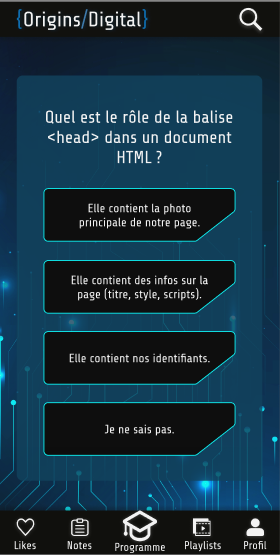 {Origins/Digital}
Quel est le rôle de la balise
<head> dans un document
HTML ?
Elle contient la photo
principale de notre page.
Elle contient des infos sur la
page (titre, style, scripts).
Elle contient nos identifiants.
Je ne sais pas.
Likes Notes Programme Playlists Profil